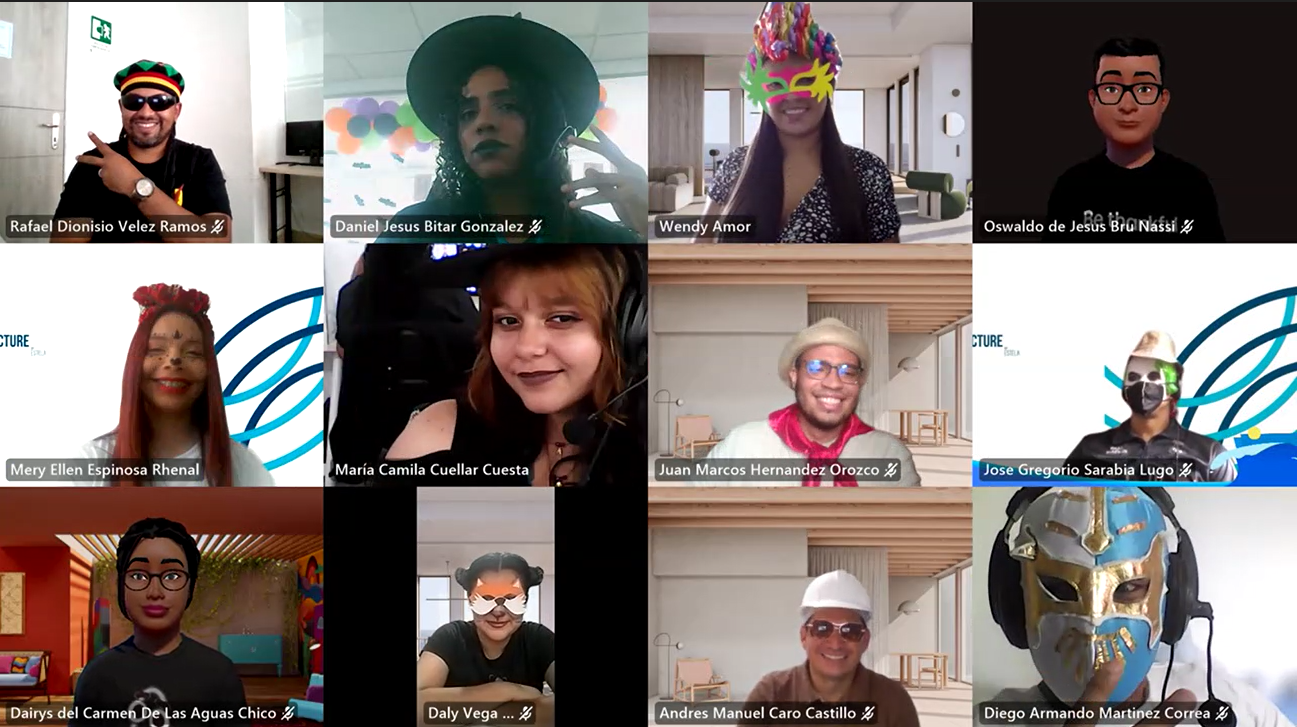 Rafael Dionisio Velez Ramos
Daniel Jesus Bitar Gonzalez
Wendy Amor
Be thankful
Oswaldo de Jesus Bru Nassi
CTURE
Mery Ellen Espinosa Rhenal
María Camila Cuellar Cuesta
Juan Marcos Hernandez Orozco
CTURE
Jose Gregorio Sarabia Lugo
Dairys del Carmen De Las Aguas Chico
Daly Vega ...
Andres Manuel Caro Castillo
Diego Armando Martinez Correa